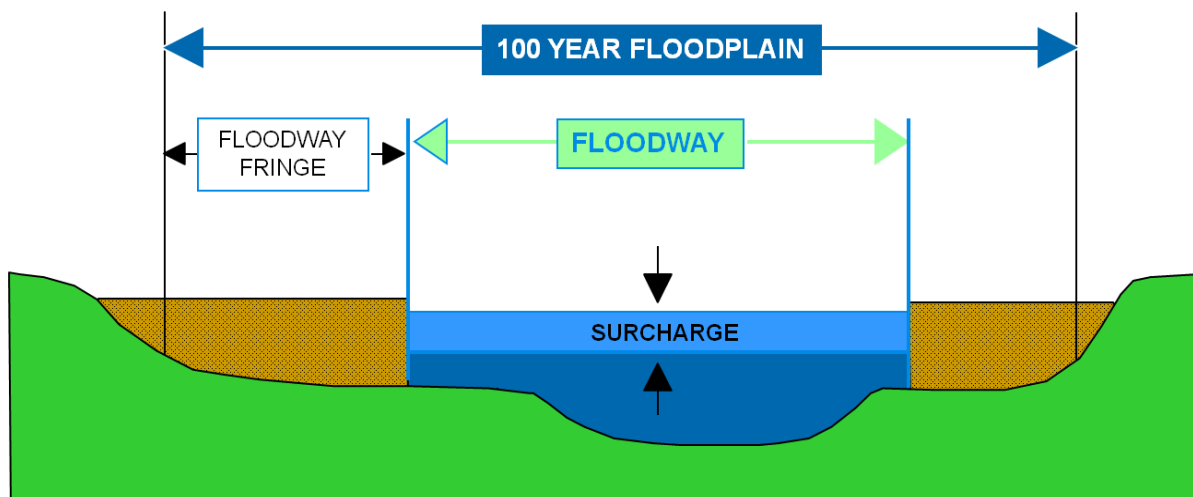 100 YEAR FLOODPLAIN
FLOODWAY
FRINGE
FLOODWAY
SURCHARGE